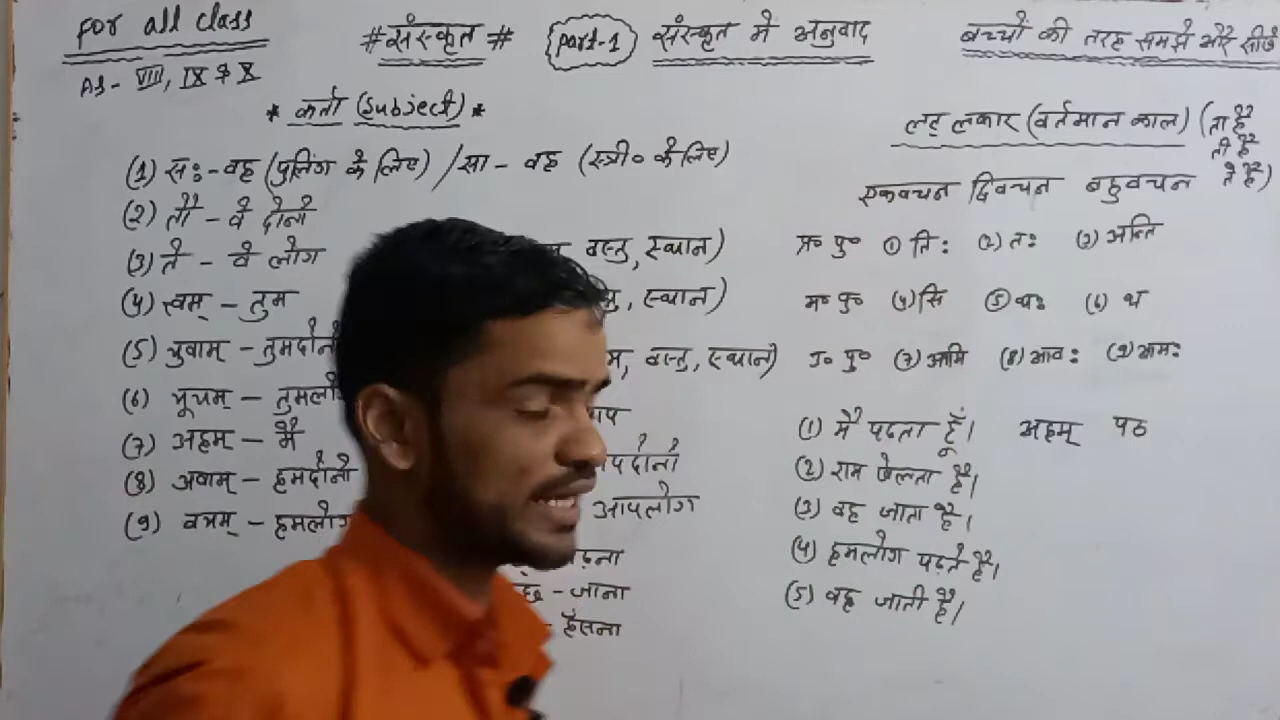 For all class
AS - VIII, IX & X
# संस्कृत #
Part-1
संस्कृत में अनुवाद
बच्चों की तरह समझे और सीखें
* कर्ता (Subject) *
(1) सः - वह (पुलिंग के लिए) / सा - वह (स्त्री० के लिए)
(2) तौ - वे दोनों
(3) ते - वे लोग
वस्तु, स्थान)
(4) त्वम् - तुम
, स्थान)
(5) युवाम् - तुमदोनों
वस्तु, स्थान)
(6) यूयम् - तुमलो
(7) अहम् - मैं
(8) अवाम् - हमदोनों
पदोनों
(9) वयम् - हमलोग
आपलोग
ढ़ना
- जाना
- हँसना
लट् लकार (वर्तमान काल) (ता है
ती है
ते हैं)
एकवचन द्विवचन बहुवचन
प्र० पु० (1) ति: (2) त: (3) अन्ति
म० पु० (4) सि (5) थ: (6) थ
उ० पु० (7) आमि (8) आव: (9) आम:
(1) मैं पढ़ता हूँ। अहम् पठ
(2) राम खेलता है।
(3) वह जाता है।
(4) हमलोग पढ़ते हैं।
(5) वह जाती है।